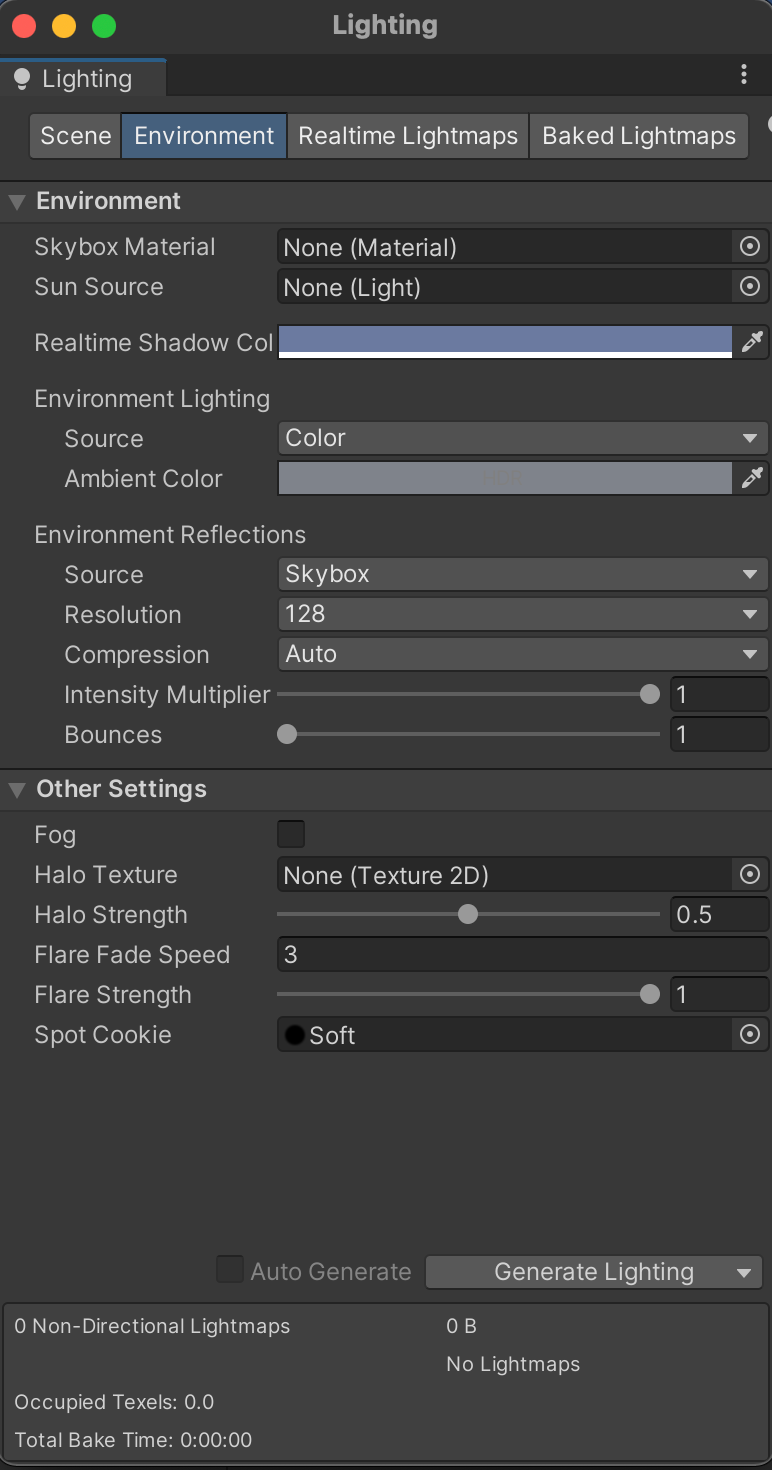 Lighting
Lighting
Scene Environment Realtime Lightmaps Baked Lightmaps
Environment
Skybox Material None (Material)
Sun Source None (Light)
Realtime Shadow Col
Environment Lighting
Source Color
Ambient Color HDR
Environment Reflections
Source Skybox
Resolution 128
Compression Auto
Intensity Multiplier 1
Bounces 1
Other Settings
Fog
Halo Texture None (Texture 2D)
Halo Strength 0.5
Flare Fade Speed 3
Flare Strength 1
Spot Cookie Soft
Auto Generate Generate Lighting
0 Non-Directional Lightmaps 0 B
No Lightmaps
Occupied Texels: 0.0
Total Bake Time: 0:00:00